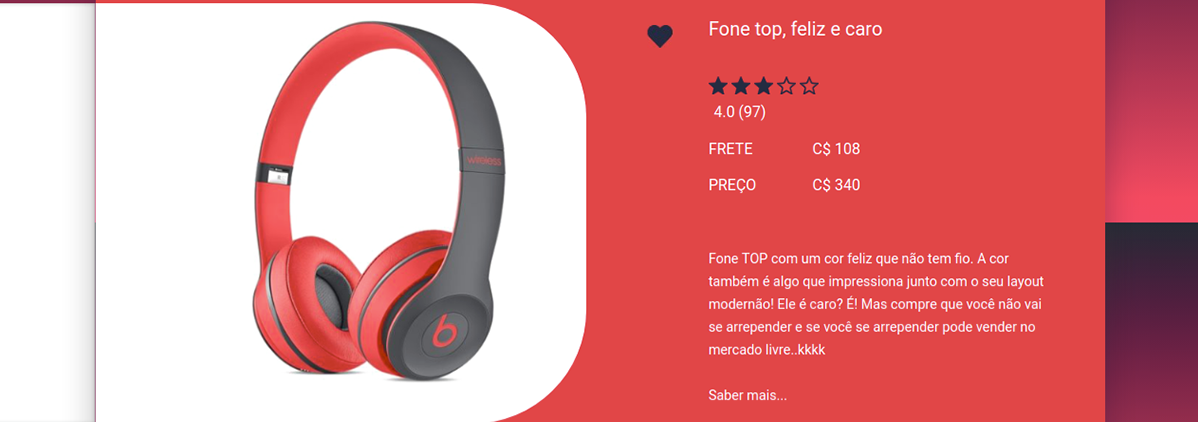 Fone top, feliz e caro
4.0 (97)
FRETE C$ 108
PREÇO C$ 340
Fone TOP com um cor feliz que não tem fio. A cor
também é algo que impressiona junto com o seu layout
modernão! Ele é caro? É! Mas compre que você não vai
se arrepender e se você se arrepender pode vender no
mercado livre..kkkk
Saber mais...
wireless
b